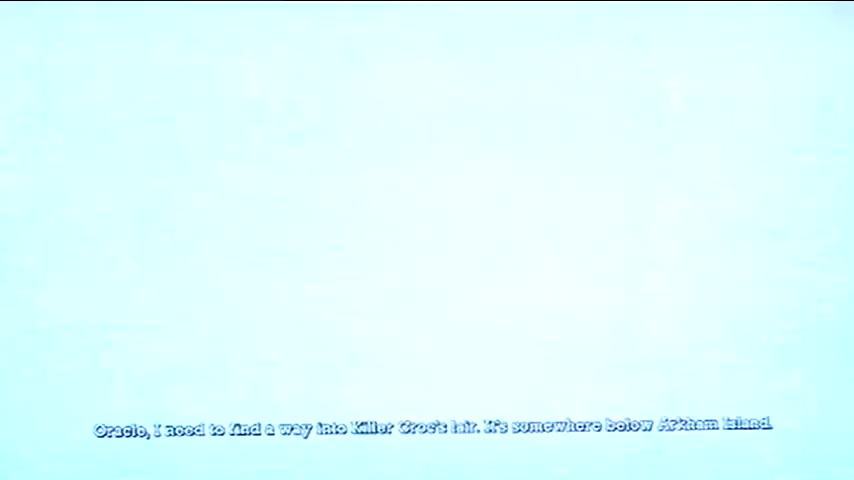 Oracle, I need to find a way into Killer Croc's lair. It's somewhere below Arkham Island.